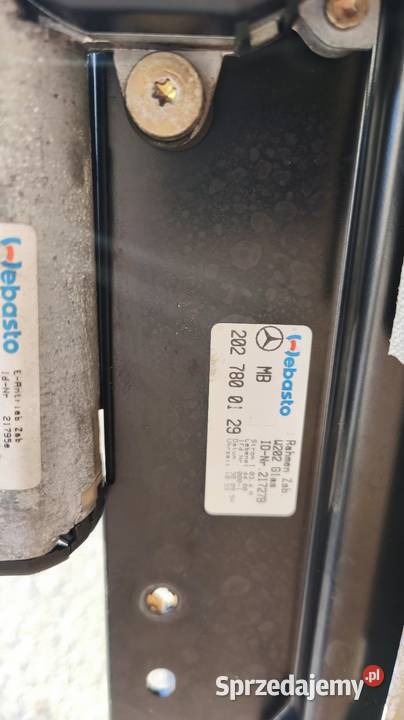 Webasto
E-Antrieb Zsb
Id-Nr 21795e
Webasto
MB
202 780 01 29
Rahmen Zsb.
W202 Glas
ID-Nr 217278
Sprzedajemy.pl